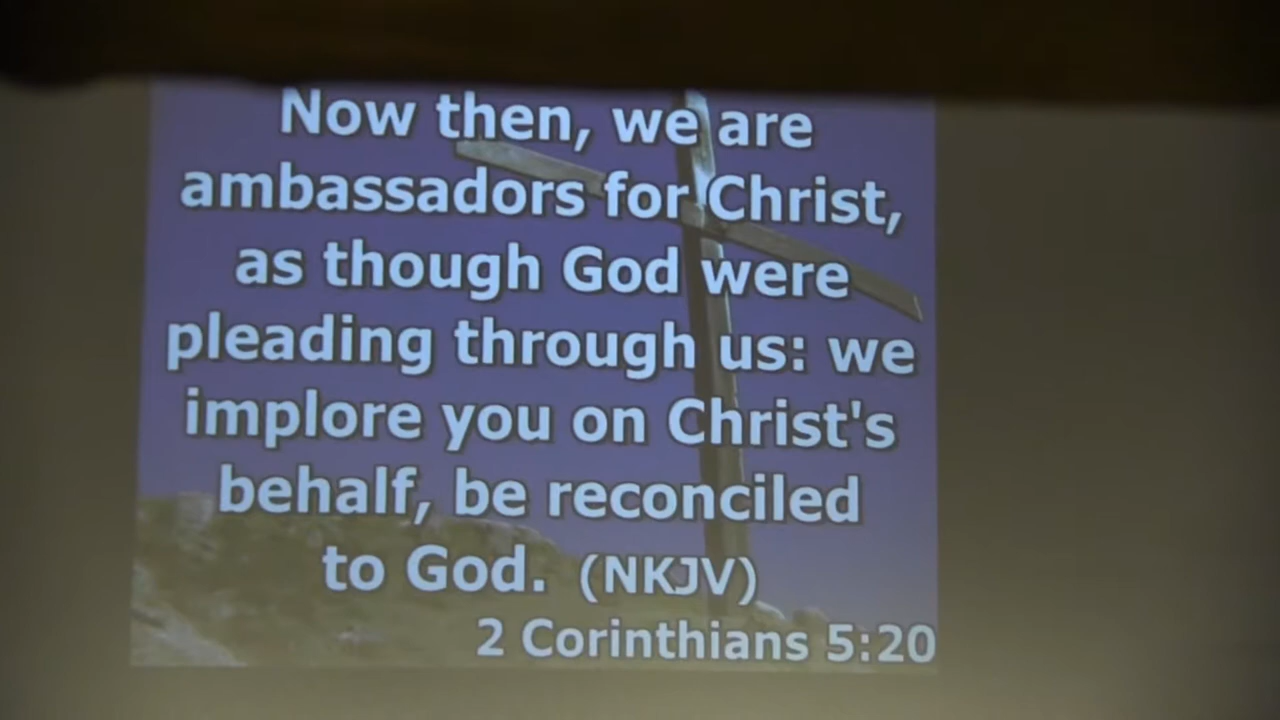 Now then, we are
ambassadors for Christ,
as though God were
pleading through us: we
implore you on Christ's
behalf, be reconciled
to God. (NKJV)
2 Corinthians 5:20